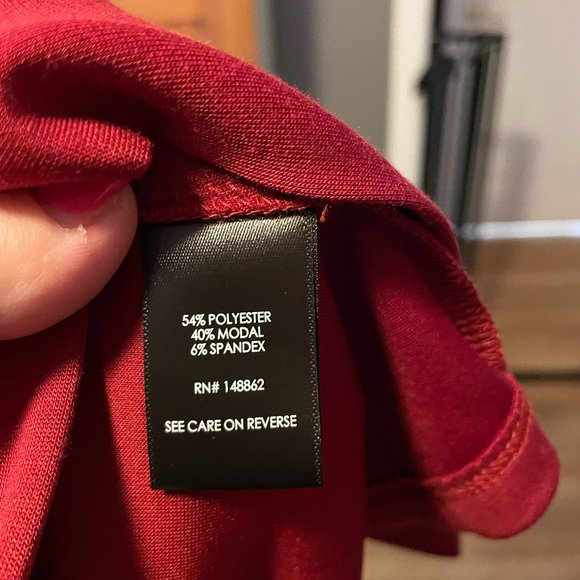 54% POLYESTER
40% MODAL
6% SPANDEX
RN# 148862
SEE CARE ON REVERSE